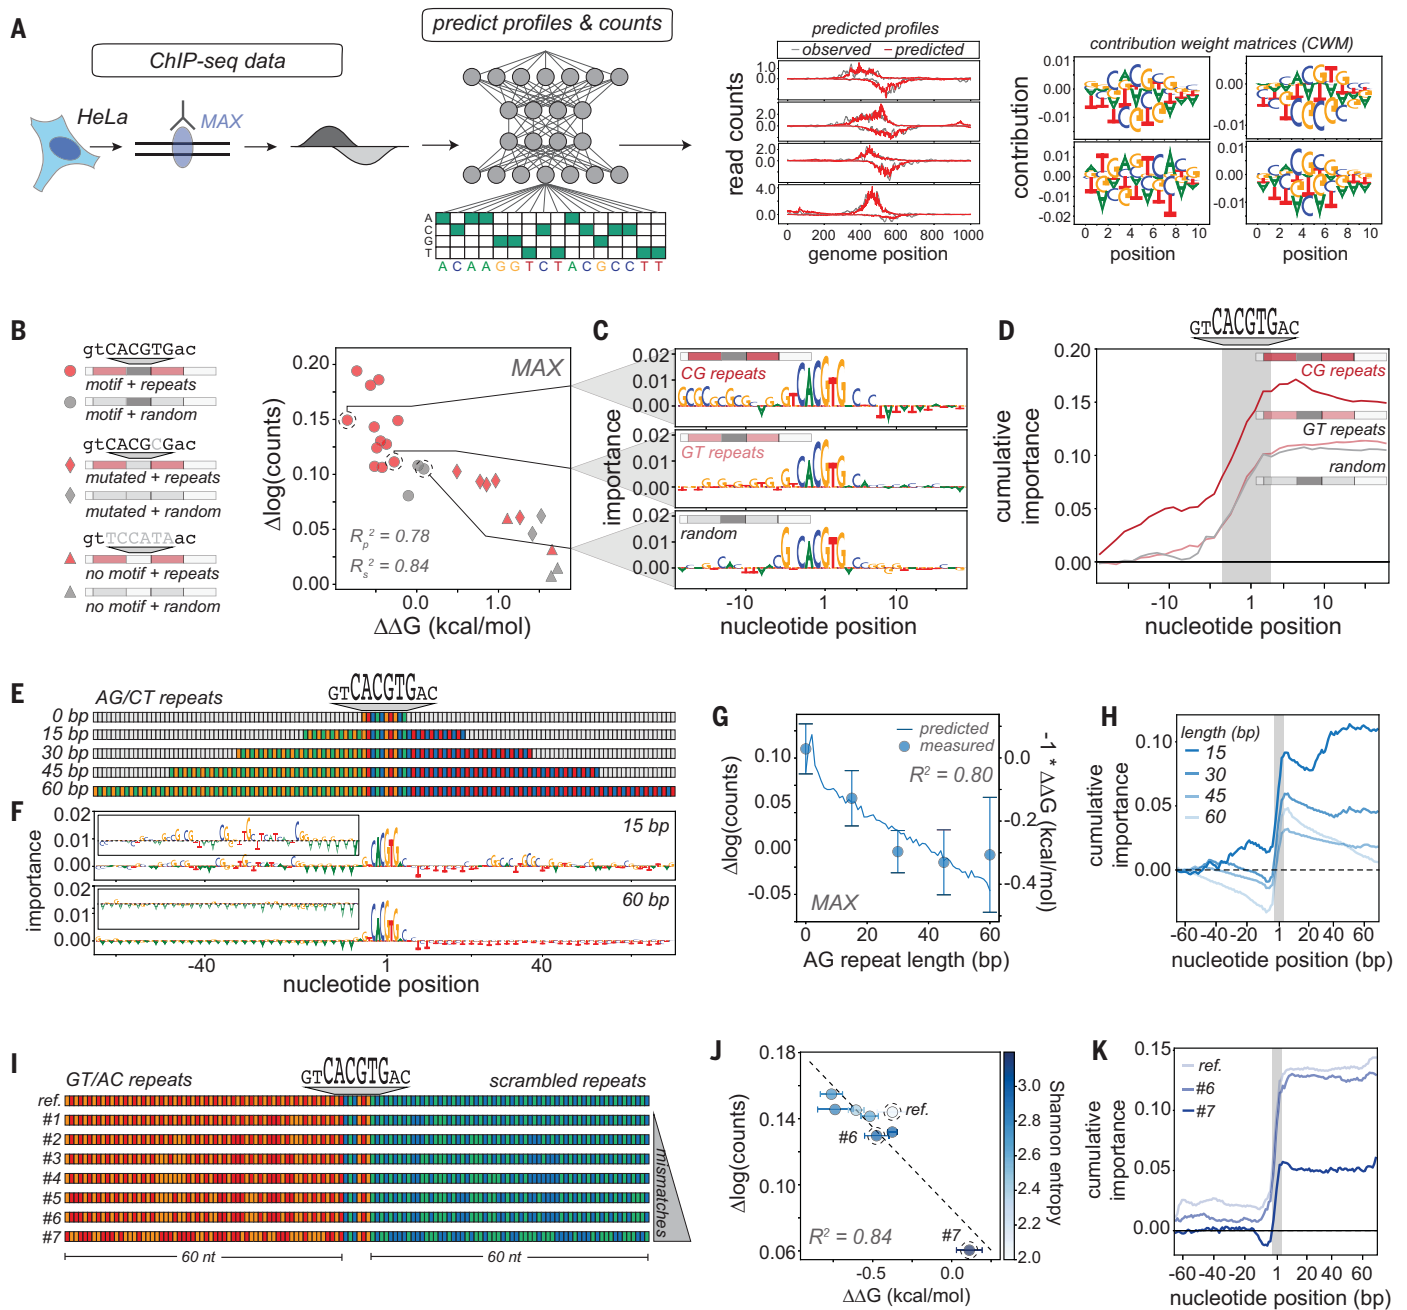 A
ChIP-seq data
HeLa
MAX
predict profiles & counts
A
C
G
T
A C A A G G T C T A C G C C T T
predicted profiles
observed predicted
read counts
1.0
0.0
2.0
0.0
2.0
0.0
4.0
0.0
0 200 400 600 800 1000
genome position
contribution weight matrices (CWM)
contribution
0.01
0.00
-0.01
0.00
-0.01
0.01
0.00
-0.01
-0.02
0.01
0.00
-0.01
0 2 4 6 8 10
0 2 4 6 8 10
position
position
B
gtCACGTGac
motif + repeats
motif + random
gtCACGCGac
mutated + repeats
mutated + random
gtTCCATAac
no motif + repeats
no motif + random
Δlog(counts)
0.20
0.15
0.10
0.05
0.00
MAX
Rp² = 0.78
Rs² = 0.84
0.0 1.0
ΔΔG (kcal/mol)
C
importance
0.02
0.01
0.00
CG repeats
0.02
0.01
0.00
GT repeats
0.02
0.01
0.00
random
-10 1 10
nucleotide position
D
GTCACGTGAC
cumulative
importance
0.20
0.15
0.10
0.05
0.00
CG repeats
GT repeats
random
-10 1 10
nucleotide position
E
AG/CT repeats
GTCACGTGAC
0 bp
15 bp
30 bp
45 bp
60 bp
F
importance
0.02
0.01
0.00
15 bp
0.02
0.01
0.00
60 bp
-40 1 40
nucleotide position
G
Δlog(counts)
0.10
0.05
0.00
-0.05
predicted
measured
R² = 0.80
MAX
0.0
-0.2
-0.4
-1 * ΔΔG (kcal/mol)
0 20 40 60
AG repeat length (bp)
H
cumulative
importance
0.10
0.05
0.00
length (bp)
15
30
45
60
-60 -40 -20 1 20 40 60
nucleotide position (bp)
I
GT/AC repeats
GTCACGTGAC
scrambled repeats
ref.
#1
#2
#3
#4
#5
#6
#7
mismatches
60 nt
60 nt
J
Δlog(counts)
0.18
0.14
0.10
0.06
ref.
#6
#7
R² = 0.84
-0.5 0.0
ΔΔG (kcal/mol)
3.0
2.8
2.6
2.4
2.2
2.0
Shannon entropy
K
cumulative
importance
0.15
0.10
0.05
0.00
ref.
#6
#7
-60 -40 -20 1 20 40 60
nucleotide position (bp)